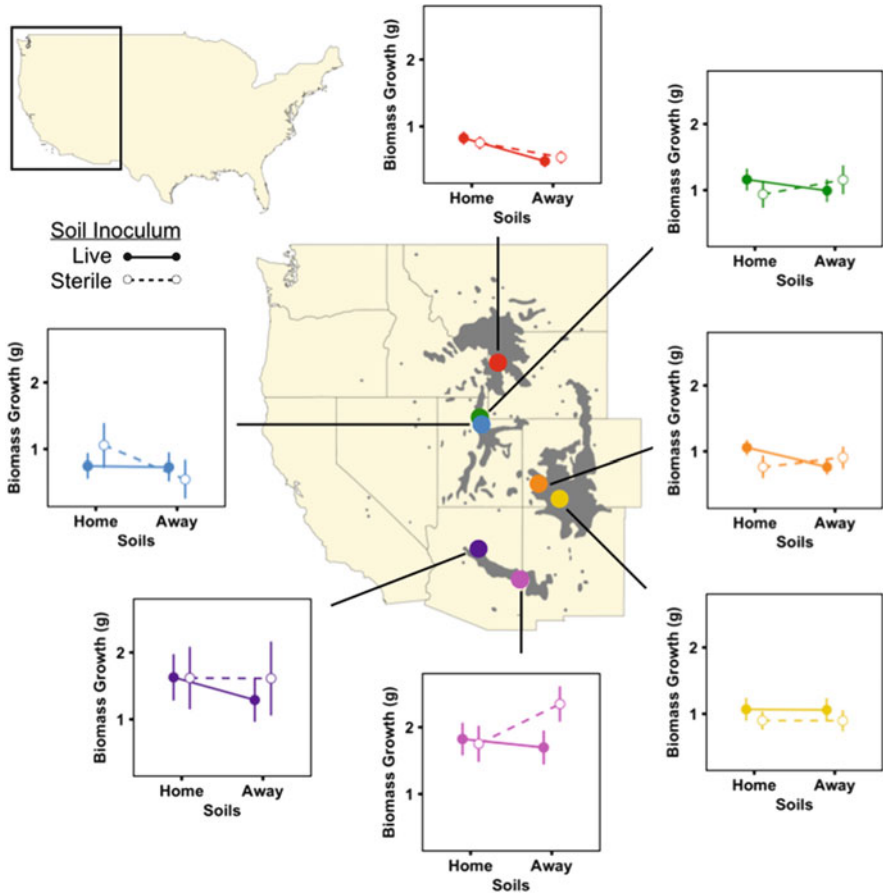 Biomass Growth (g)
2
1
Home Away
Soils
Biomass Growth (g)
2
1
Home Away
Soils
Soil Inoculum
Live
Sterile
Biomass Growth (g)
2
1
Home Away
Soils
Biomass Growth (g)
2
1
Home Away
Soils
Biomass Growth (g)
2
1
Home Away
Soils
Biomass Growth (g)
2
1
Home Away
Soils
Biomass Growth (g)
2
1
Home Away
Soils